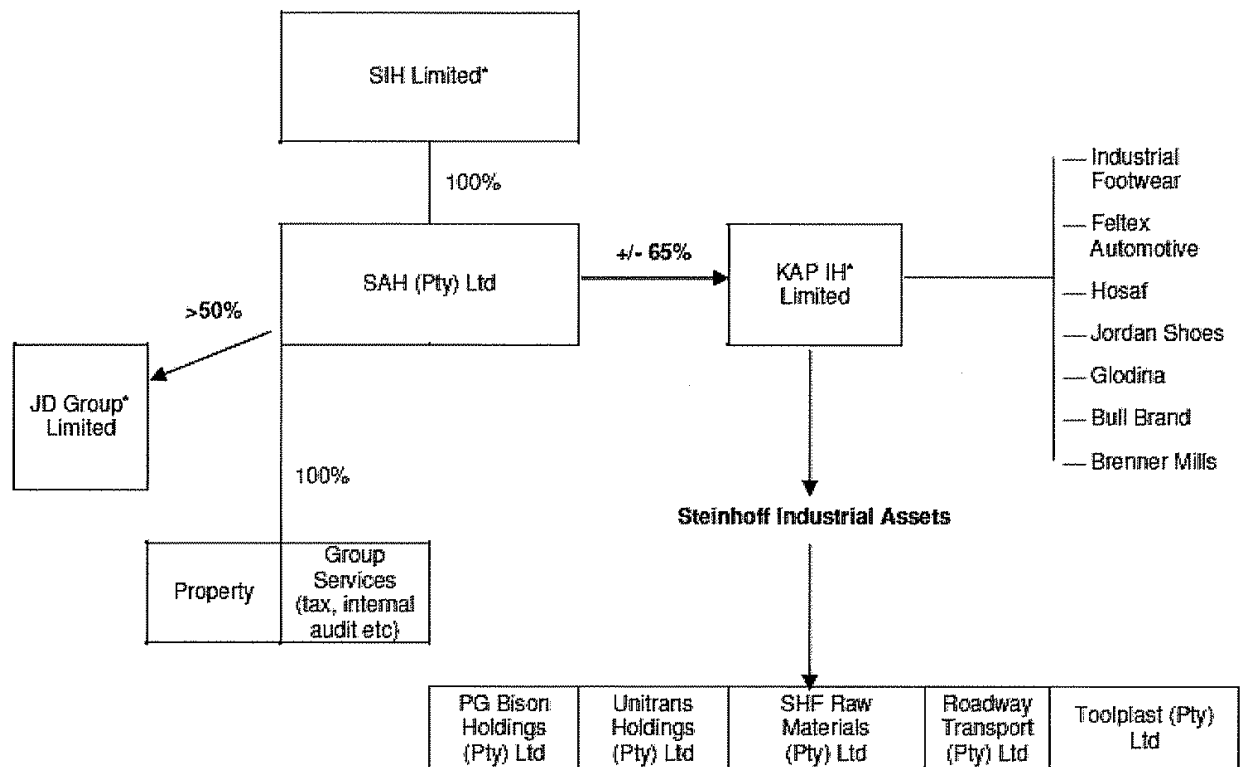 SIH Limited*
100%
SAH (Pty) Ltd
+/- 65%
KAP IH*
Limited
— Industrial
Footwear
— Feltex
Automotive
— Hosaf
— Jordan Shoes
— Glodina
— Bull Brand
— Brenner Mills
>50%
JD Group*
Limited
100%
Steinhoff Industrial Assets
Property
Group
Services
(tax, internal
audit etc)
PG Bison
Holdings
(Pty) Ltd
Unitrans
Holdings
(Pty) Ltd
SHF Raw
Materials
(Pty) Ltd
Roadway
Transport
(Pty) Ltd
Toolplast (Pty)
Ltd